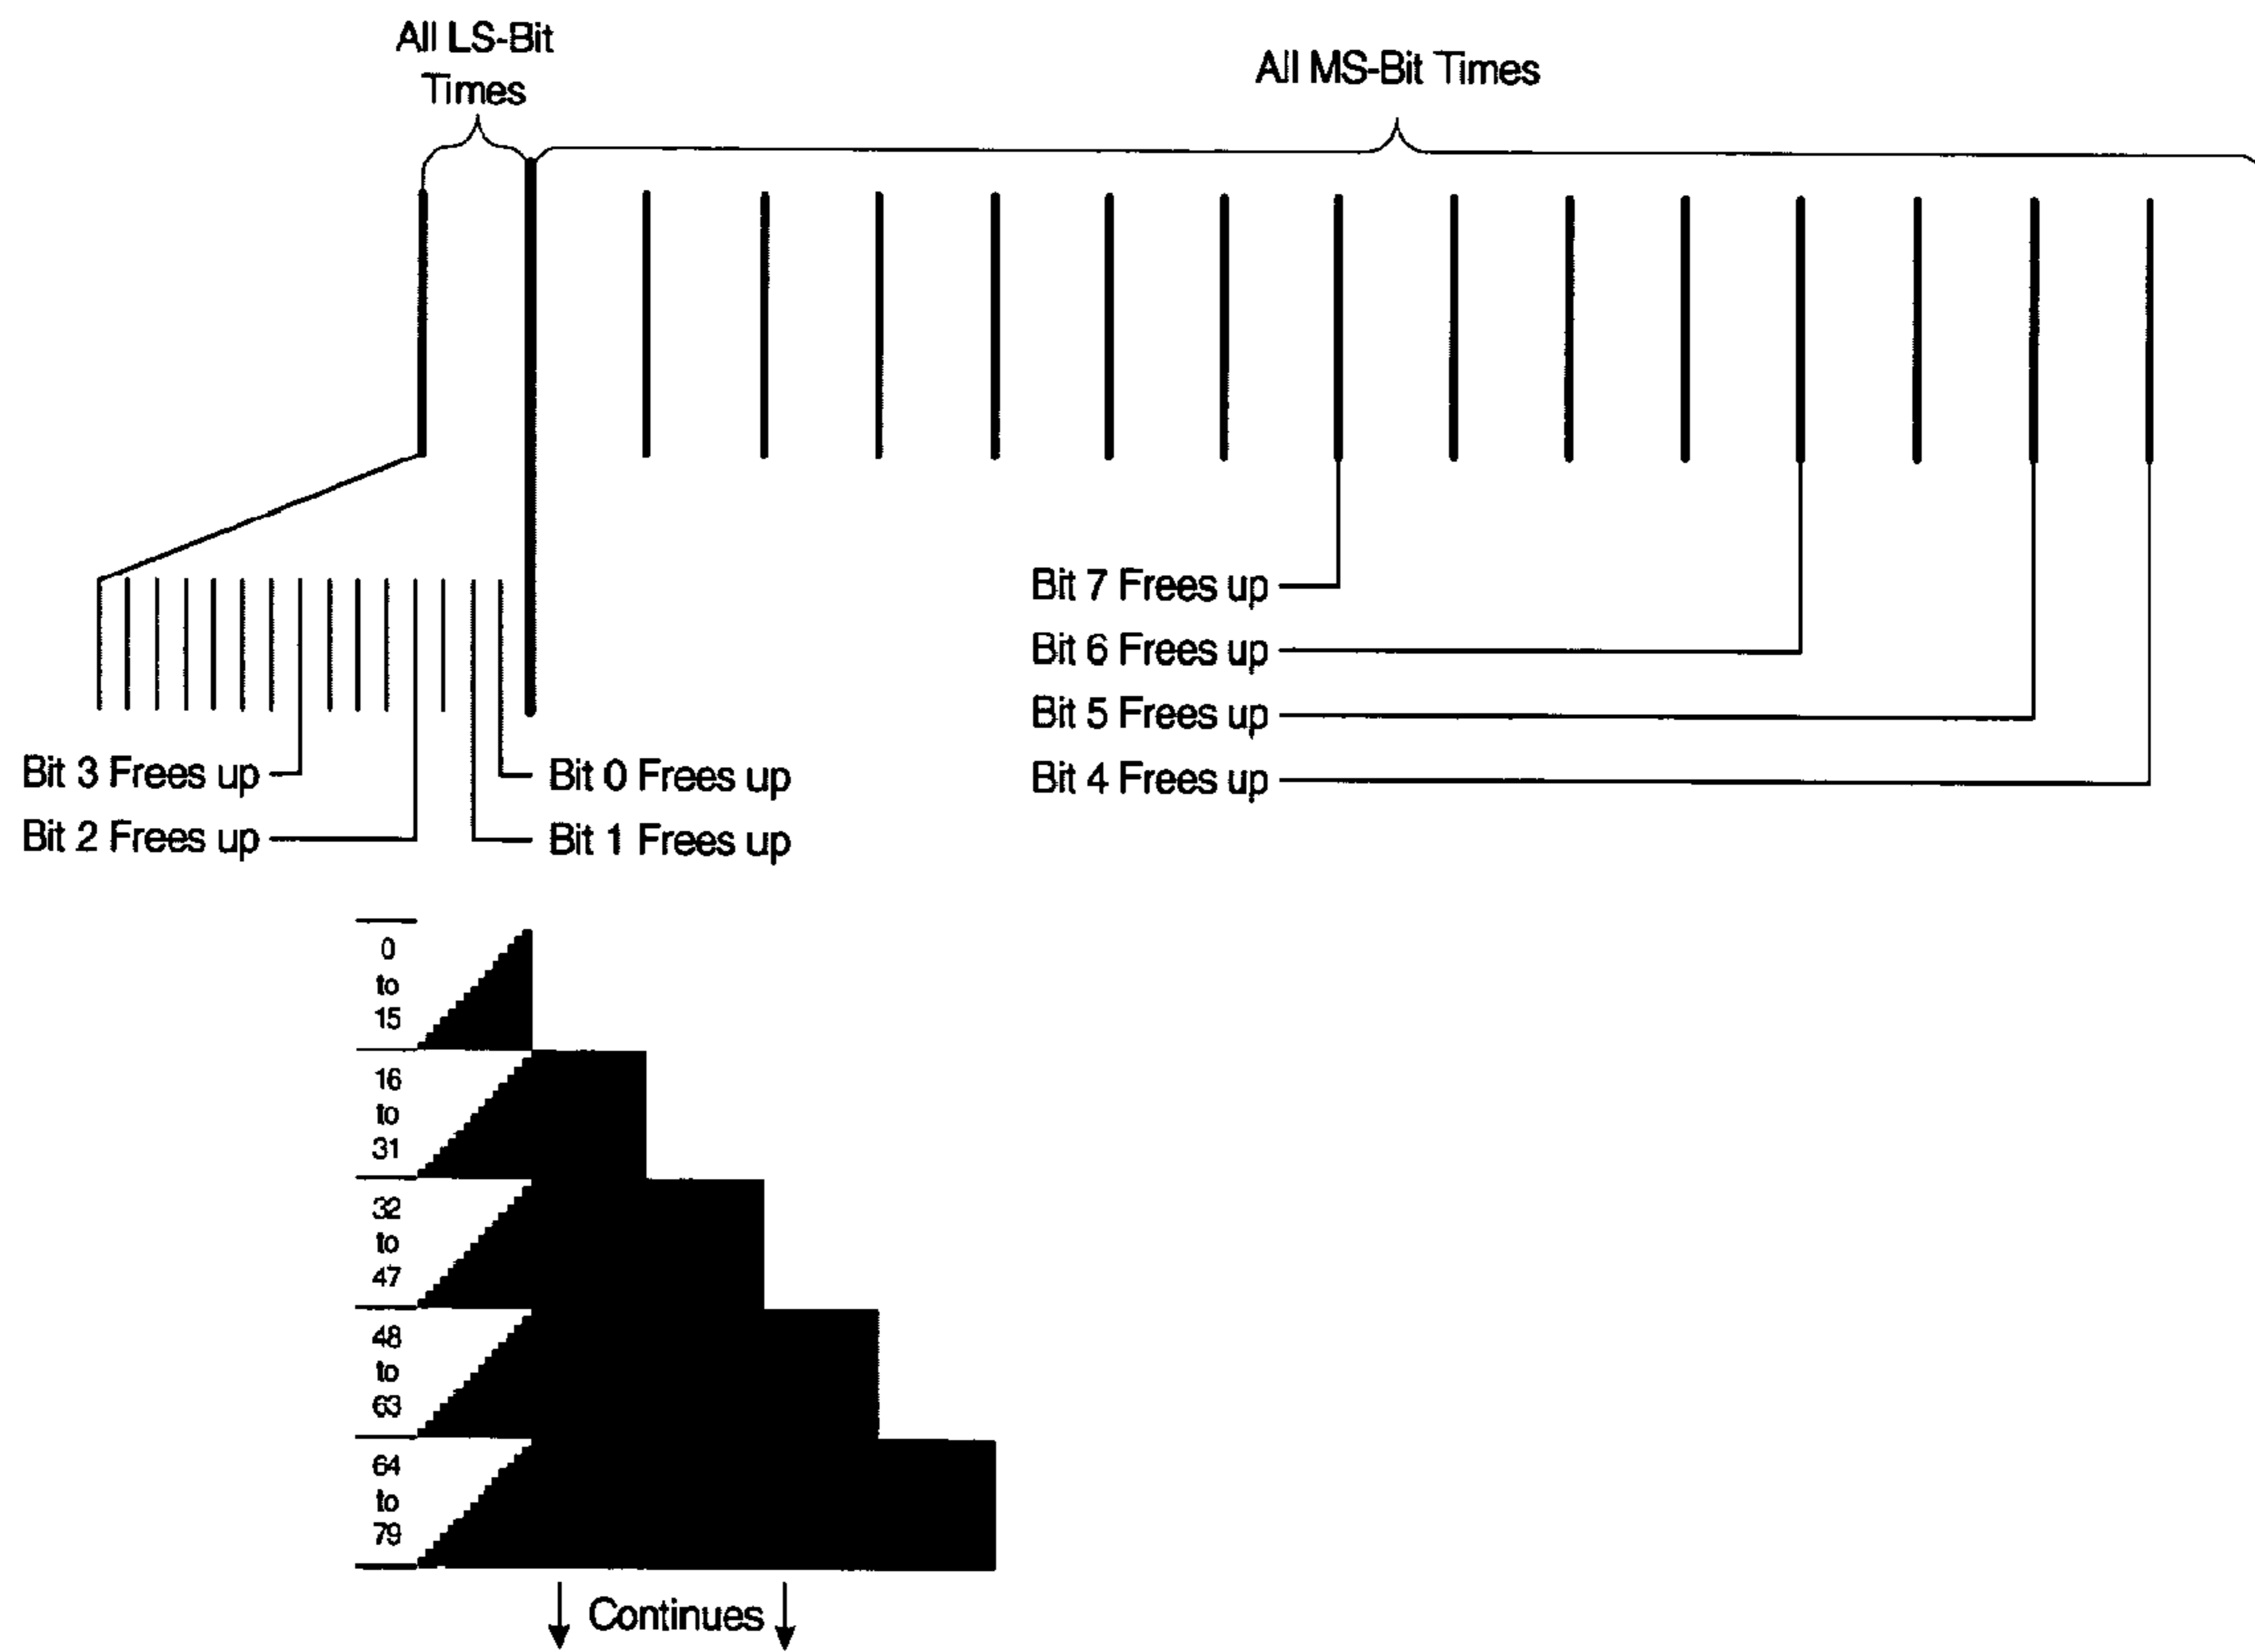 All LS-Bit
Times
All MS-Bit Times
Bit 7 Frees up
Bit 6 Frees up
Bit 5 Frees up
Bit 4 Frees up
Bit 3 Frees up
Bit 0 Frees up
Bit 2 Frees up
Bit 1 Frees up
0
to
15
16
to
31
32
to
47
48
to
63
64
to
79
Continues